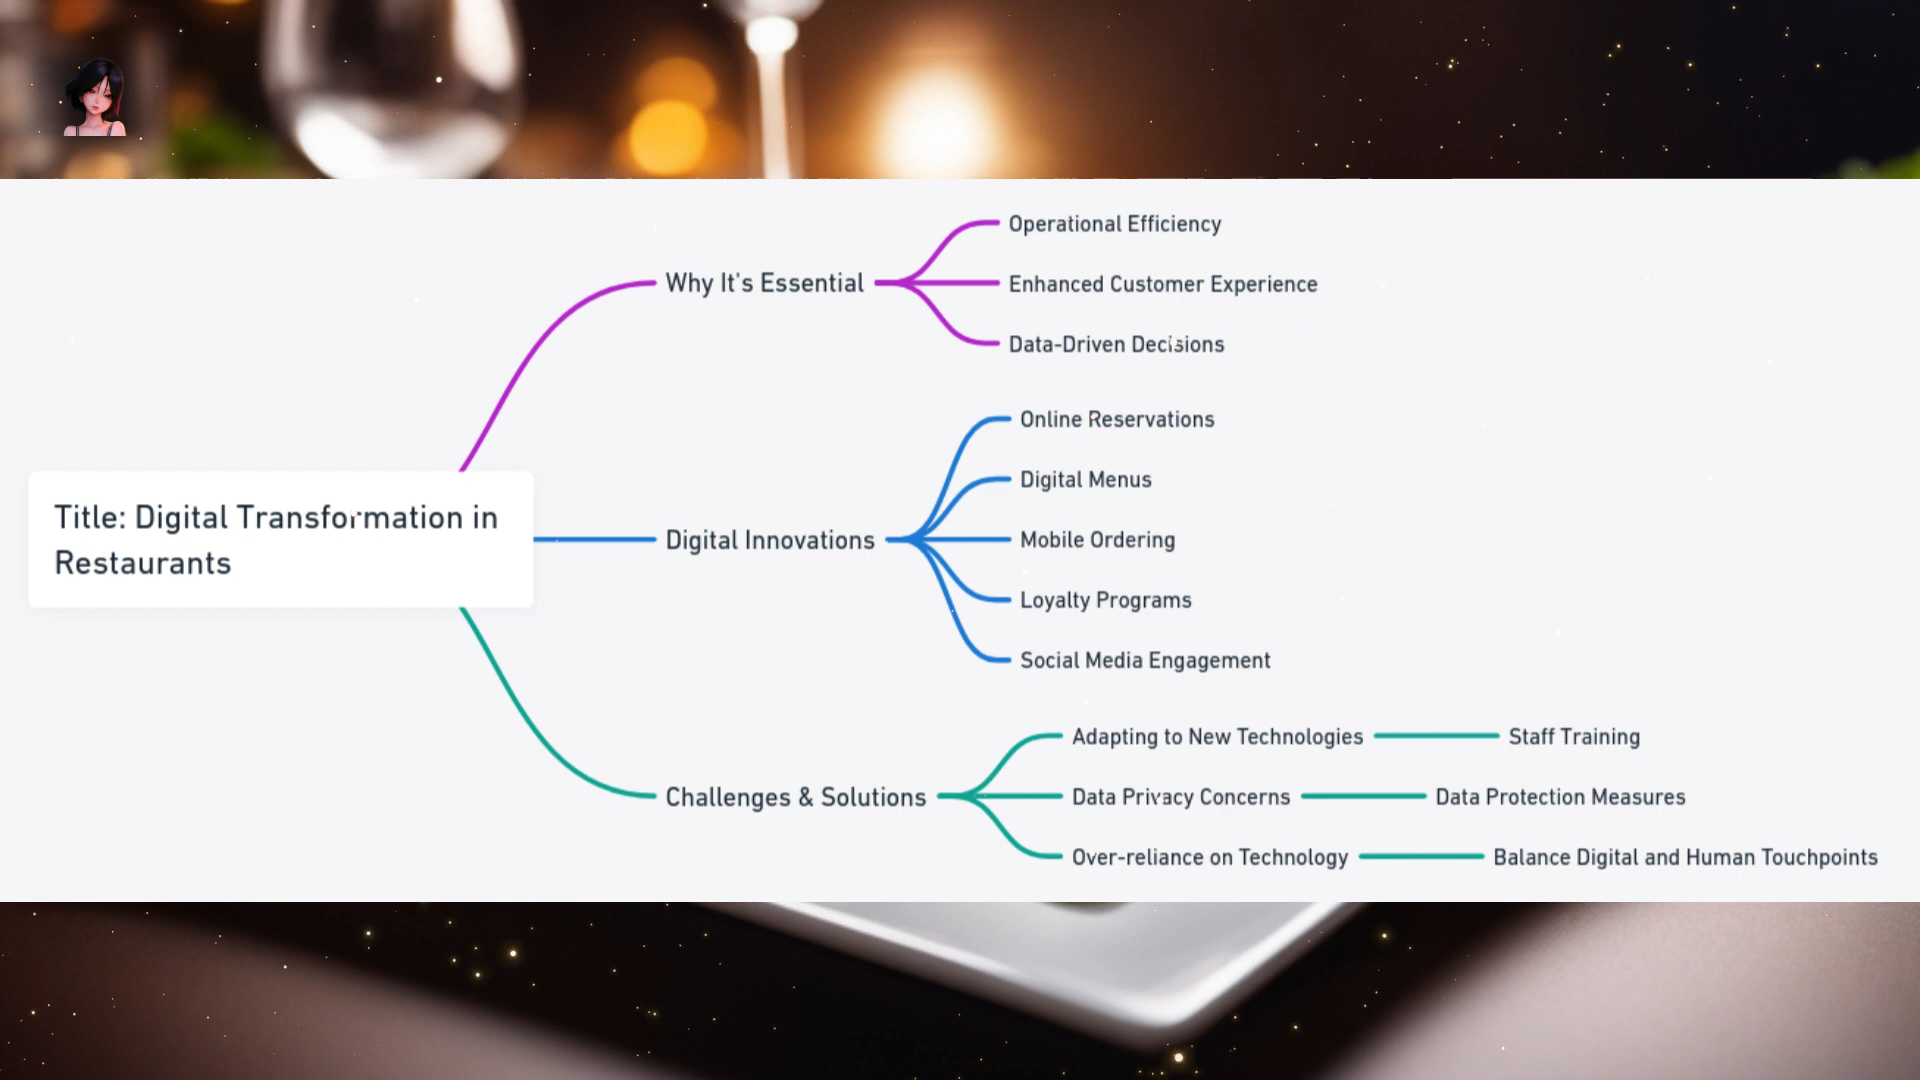 Operational Efficiency
Why It's Essential
Enhanced Customer Experience
Data-Driven Decisions
Title: Digital Transformation in
Restaurants
Online Reservations
Digital Menus
Digital Innovations
Mobile Ordering
Loyalty Programs
Social Media Engagement
Adapting to New Technologies
Staff Training
Challenges & Solutions
Data Privacy Concerns
Data Protection Measures
Over-reliance on Technology
Balance Digital and Human Touchpoints